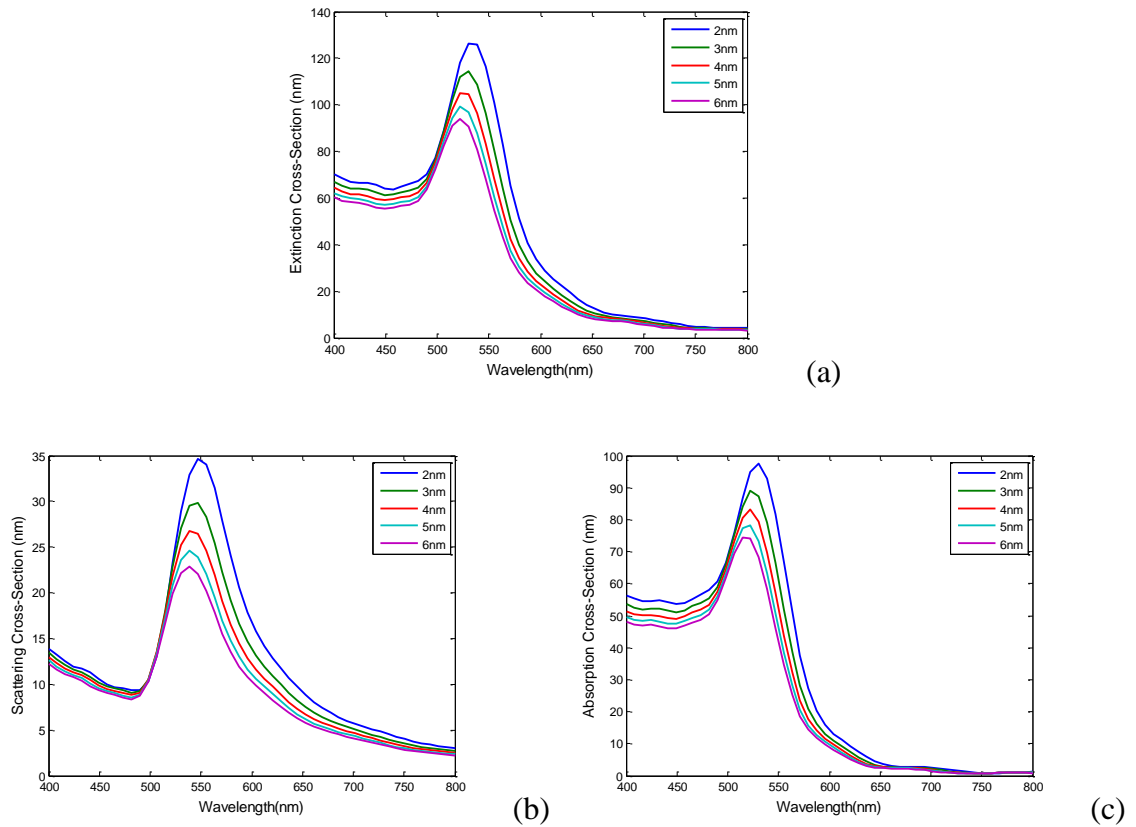 140
120
100
80
60
40
20
0
Extinction Cross-Section (nm)
400 450 500 550 600 650 700 750 800
Wavelength(nm)
2nm
3nm
4nm
5nm
6nm
(a)
35
30
25
20
15
10
5
0
Scattering Cross-Section (nm)
400 450 500 550 600 650 700 750 800
Wavelength(nm)
2nm
3nm
4nm
5nm
6nm
(b)
100
90
80
70
60
50
40
30
20
10
0
Absorption Cross-Section (nm)
400 450 500 550 600 650 700 750 800
Wavelength(nm)
2nm
3nm
4nm
5nm
6nm
(c)